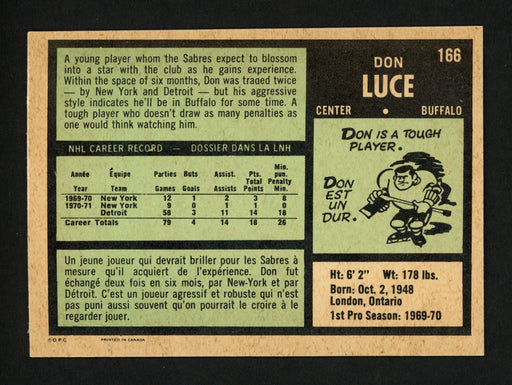 A young player whom the Sabres expect to blossom
into a star with the club as he gains experience.
Within the space of six months, Don was traced twice
— by New York and Detroit — but his aggressive
style indicates he'll be in Buffalo for some time. A
tough player who doesn't draw as many penalties as
one would think watching him.
NHL CAREER RECORD — DOSSIER DANS LA LNH
Année Équipe Parties Buts Assist. Pts. Min. pun.
Year Team Games Goals Assists Total Points Penalty Min.
1969-70 New York 12 1 2 3 8
1970-71 New York 9 0 1 1 0
Detroit 58 3 11 14 18
Career Totals 79 4 14 18 26
Un jeune joueur qui devrait briller pour les Sabres à
mesure qu'il acquient de l'expérience. Don fut
échangé deux fois en six mois, par New-York et par
Détroit. C'est un joueur agressif et robuste qui n'est
pas puni aussi souvent qu'on pourrait le croire à le
regarder jouer.
© O.P.C. PRINTED IN CANADA
166
DON
LUCE
CENTER • BUFFALO
DON IS A TOUGH
PLAYER.
DON
EST
UN
DUR.
Ht: 6' 2" Wt: 178 lbs.
Born: Oct. 2, 1948
London, Ontario
1st Pro Season: 1969-70